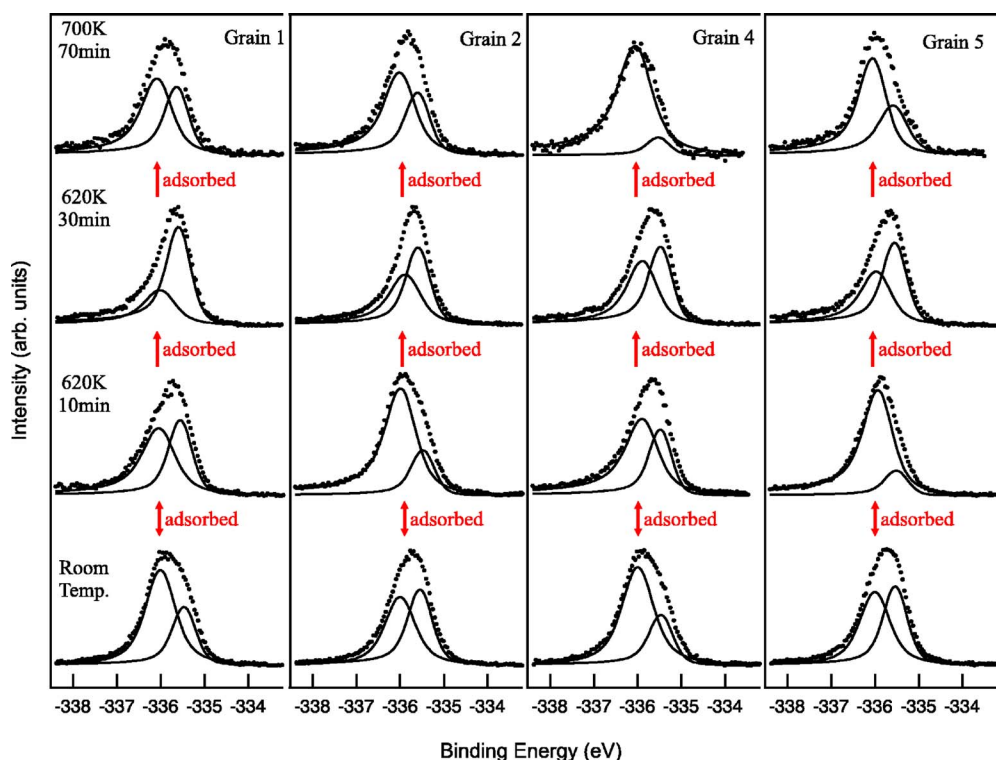 700K
70min
Grain 1
Grain 2
Grain 4
Grain 5
adsorbed
adsorbed
adsorbed
adsorbed
620K
30min
adsorbed
adsorbed
adsorbed
adsorbed
620K
10min
adsorbed
adsorbed
adsorbed
adsorbed
Room
Temp.
Intensity (arb. units)
-338 -337 -336 -335 -334
-338 -337 -336 -335 -334
-338 -337 -336 -335 -334
-338 -337 -336 -335 -334
Binding Energy (eV)